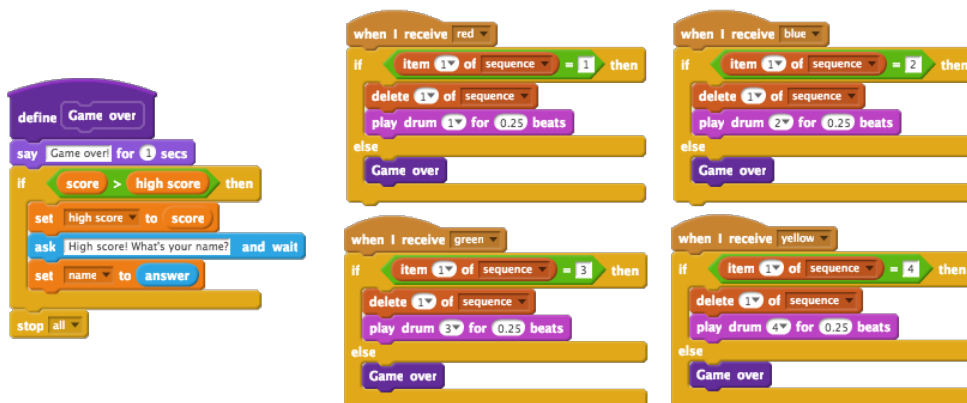 define Game over
say Game over! for 1 secs
if score > high score then
set high score to score
ask High score! What's your name? and wait
set name to answer
stop all
when I receive red
if item 1 of sequence = 1 then
delete 1 of sequence
play drum 1 for 0.25 beats
else
Game over
when I receive blue
if item 1 of sequence = 2 then
delete 1 of sequence
play drum 2 for 0.25 beats
else
Game over
when I receive green
if item 1 of sequence = 3 then
delete 1 of sequence
play drum 3 for 0.25 beats
else
Game over
when I receive yellow
if item 1 of sequence = 4 then
delete 1 of sequence
play drum 4 for 0.25 beats
else
Game over